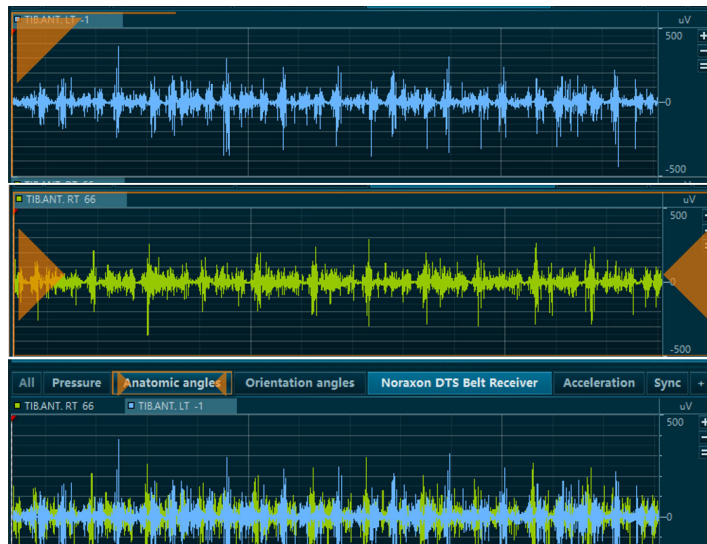 TIB.ANT. LT -1 uV
500
0
-500
TIB.ANT. RT 66 uV
500
0
-500
All Pressure Anatomic angles Orientation angles Noraxon DTS Belt Receiver Acceleration Sync +
TIB.ANT. RT 66 TIB.ANT. LT -1 uV
500
0